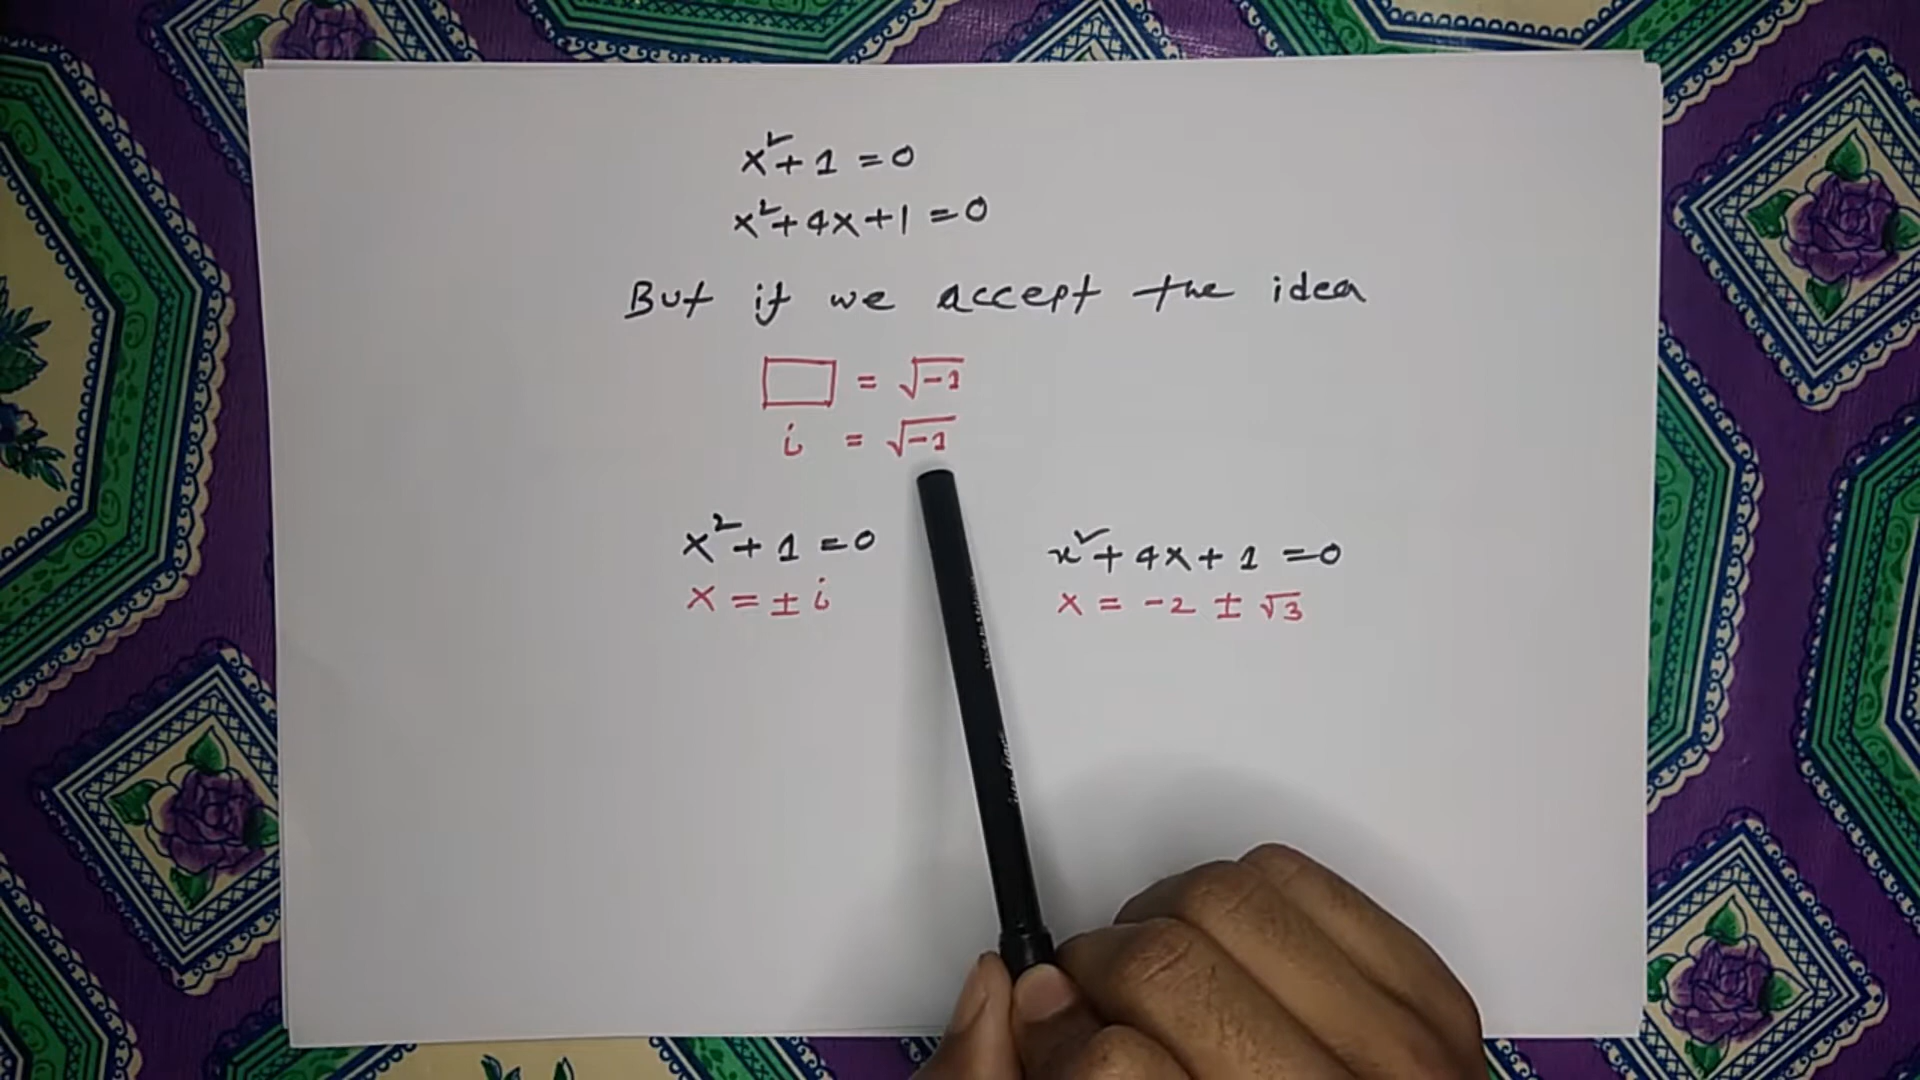 x²+1=0
x²+4x+1=0
But if we accept the idea
□ = √-1
i = √-1
x²+1=0
x=±i
x²+4x+1=0
x = -2 ± √3